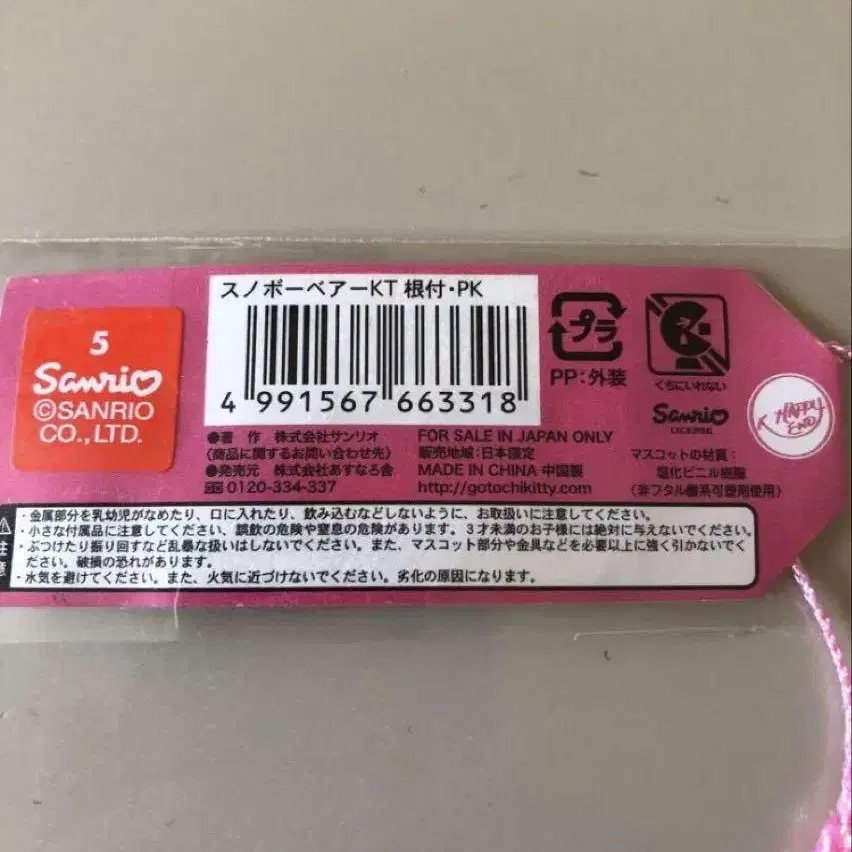 スノボーベアーKT 根付・PK
4 991567 663318
5
Sanrio
©SANRIO
CO.,LTD.
プラ
PP:外装
くちにいれない
Sanrio
LICENSE
K. HAPPY
END!
●著　作　株式会社サンリオ
(商品に関するお問い合わせ先)
●発売元　株式会社あすなろ舎
0120-334-337
FOR SALE IN JAPAN ONLY
販売地域:日本限定
MADE IN CHINA 中国製
http://gotochikitty.com
マスコットの材質:
塩化ビニル樹脂
(非フタル酸系可塑剤使用)
注意
・金属部分を乳幼児がなめたり、口に入れたり、飲み込むなどしないように、お取扱いに注意してください。
・小さな付属品に注意してください、誤飲の危険や窒息の危険があります。3才未満のお子様には絶対に与えないでください。
・ぶつけたり振り回すなど乱暴な扱いはしないでください。また、マスコット部分や金具などを必要以上に強く引かないでく
ださい。破損の恐れがあります。
・水気を避けてください。また、火気に近づけないでください。劣化の原因になります。